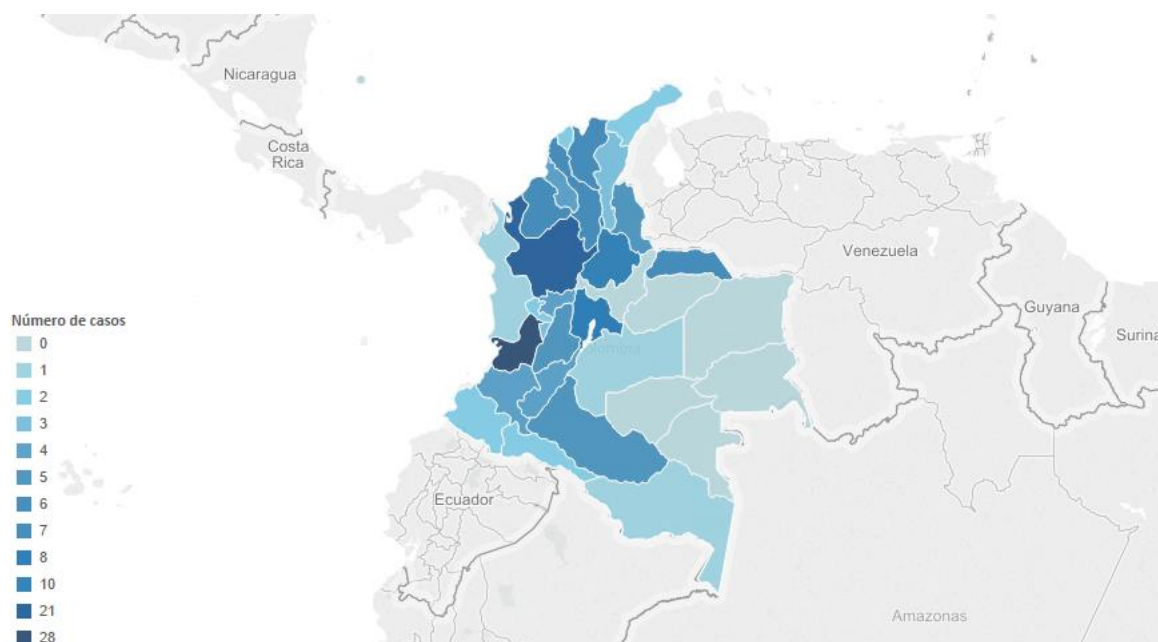 Nicaragua
Costa
Rica
Venezuela
Guyana
Surina
Colombia
Ecuador
Amazonas
Número de casos
0
1
2
3
4
5
6
7
8
10
21
28